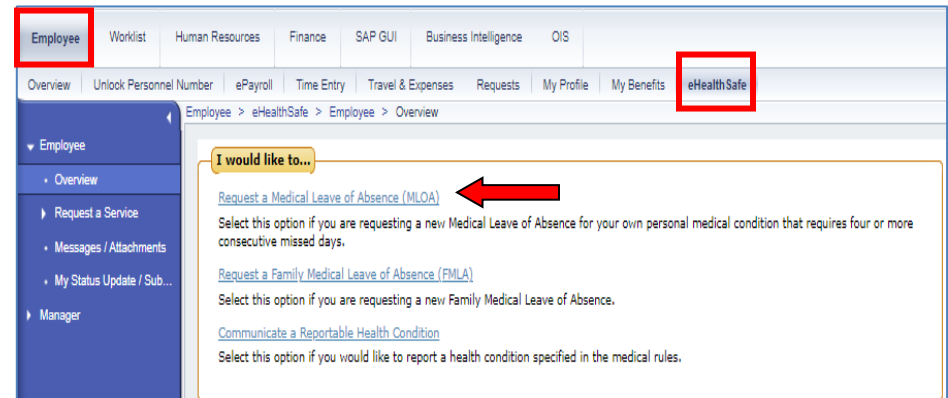 Employee Worklist Human Resources Finance SAP GUI Business Intelligence OIS
Overview Unlock Personnel Number ePayroll Time Entry Travel & Expenses Requests My Profile My Benefits eHealthSafe
Employee > eHealthSafe > Employee > Overview
Employee
Overview
Request a Service
Messages / Attachments
My Status Update / Sub...
Manager
I would like to...
Request a Medical Leave of Absence (MLOA)
Select this option if you are requesting a new Medical Leave of Absence for your own personal medical condition that requires four or more
consecutive missed days.
Request a Family Medical Leave of Absence (FMLA)
Select this option if you are requesting a new Family Medical Leave of Absence.
Communicate a Reportable Health Condition
Select this option if you would like to report a health condition specified in the medical rules.